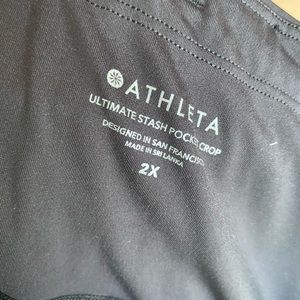 ATHLETA
ULTIMATE STASH POCKET CROP
DESIGNED IN SAN FRANCISCO
MADE IN SRI LANKA
2X